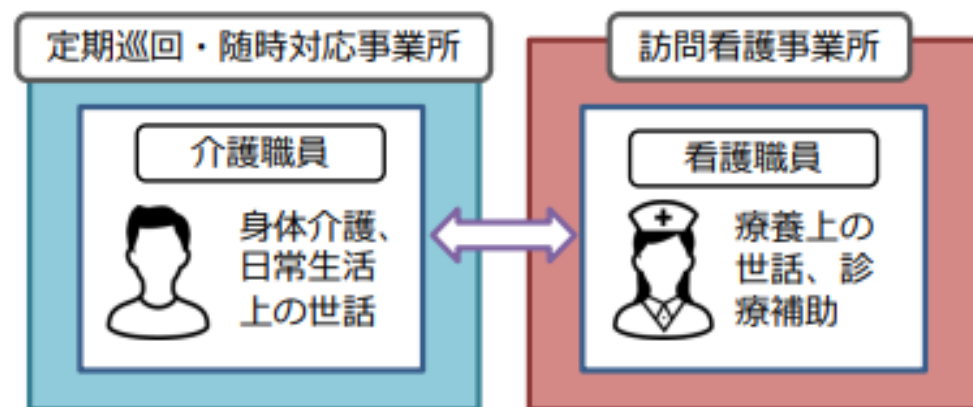 定期巡回・随時対応事業所
介護職員
身体介護、
日常生活
上の世話
訪問看護事業所
看護職員
療養上の
世話、診
療補助